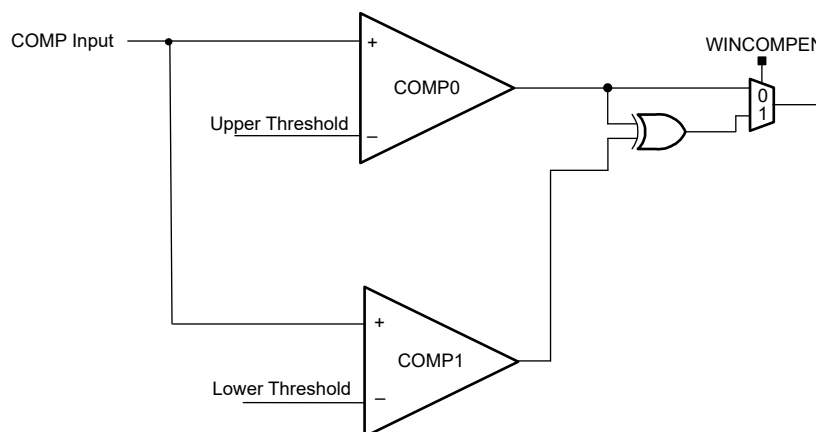 COMP Input
+
COMP0
Upper Threshold
–
WINCOMPEN
0
1
+
COMP1
Lower Threshold
–